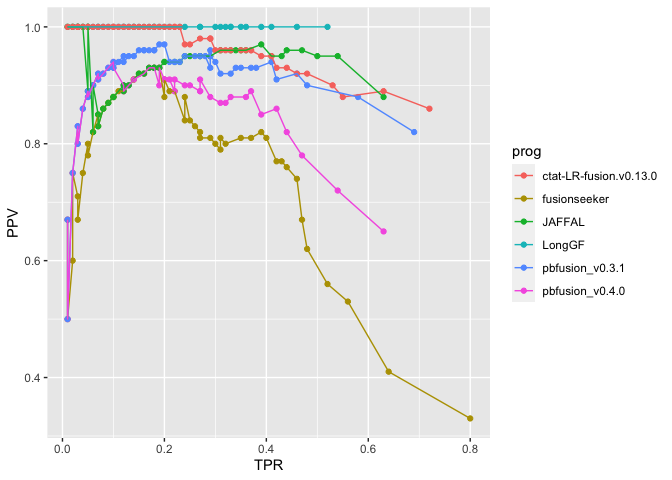 1.0
0.8
0.6
0.4
PPV
0.0
0.2
0.4
0.6
0.8
TPR
prog
ctat-LR-fusion.v0.13.0
fusionseeker
JAFFAL
LongGF
pbfusion_v0.3.1
pbfusion_v0.4.0